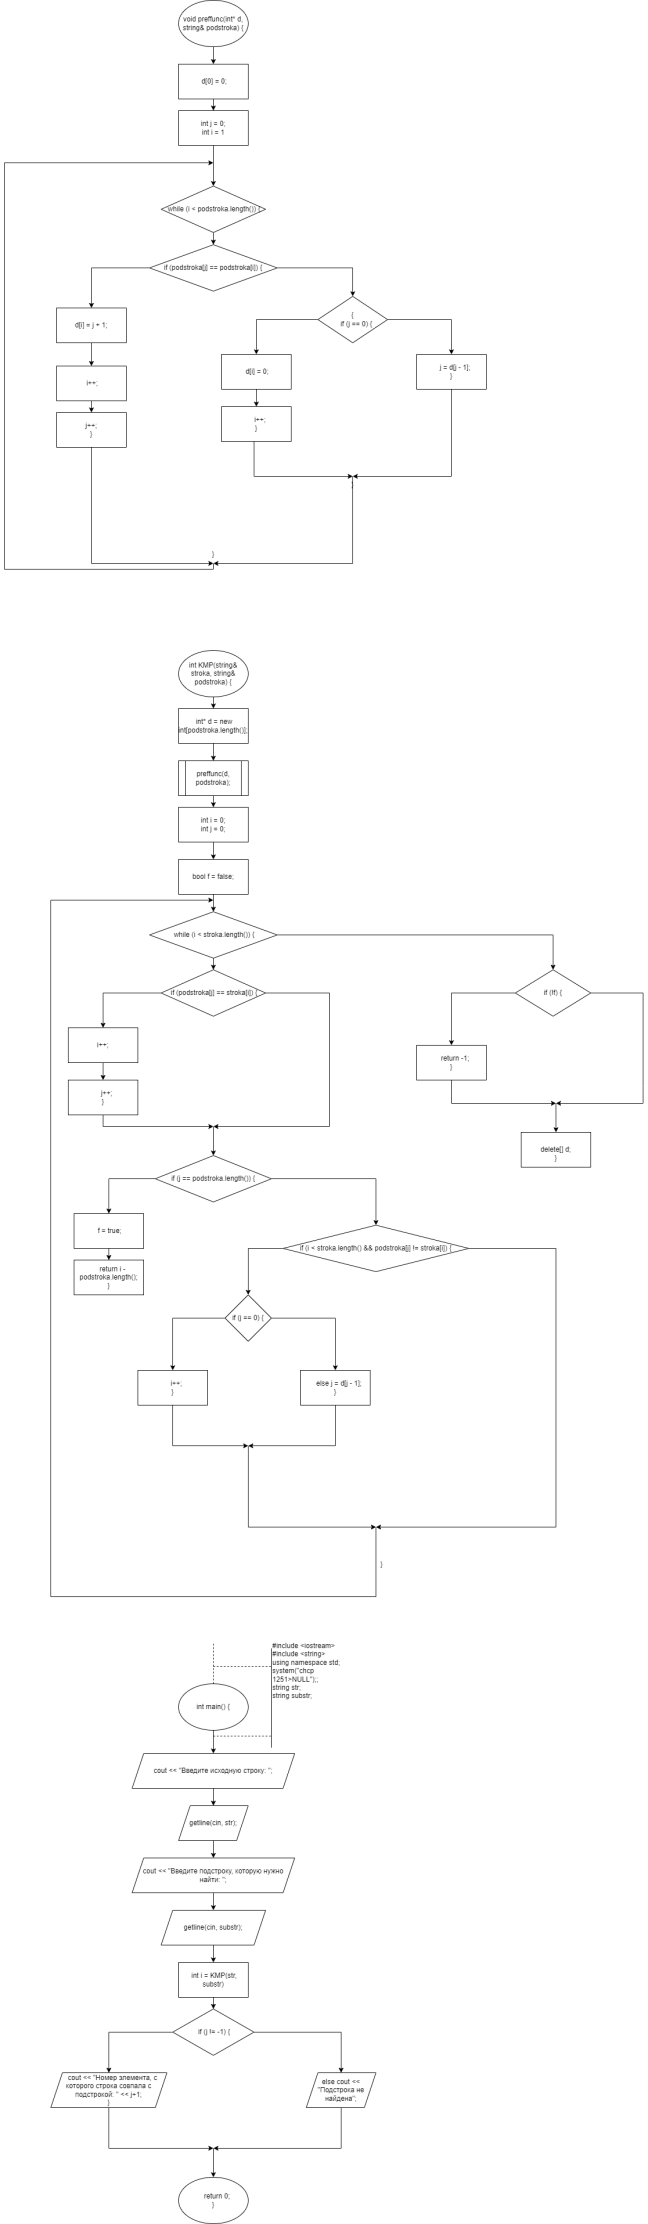 void preffunc(int* d,
string& podstroka) {
d[0] = 0;
int j = 0;
int i = 1
while (i < podstroka.length()) {
if (podstroka[j] == podstroka[i]) {
d[i] = j + 1;
i++;
j++;
}
{
if (j == 0) {
d[i] = 0;
i++;
}
j = d[j - 1];
}
}
}
int KMP(string&
stroka, string&
podstroka) {
int* d = new
int[podstroka.length()];
preffunc(d,
podstroka);
int i = 0;
int j = 0;
bool f = false;
while (i < stroka.length()) {
if (podstroka[j] == stroka[i]) {
i++;
j++;
}
if (!f) {
return -1;
}
delete[] d;
}
if (j == podstroka.length()) {
f = true;
return i -
podstroka.length();
}
if (i < stroka.length() && podstroka[j] != stroka[i]) {
if (j == 0) {
i++;
}
else j = d[j - 1];
}
}
#include <iostream>
#include <string>
using namespace std;
system("chcp
1251>NULL");;
string str;
string substr;
int main() {
cout << "Введите исходную строку: ";
getline(cin, str);
cout << "Введите подстроку, которую нужно
найти: ";
getline(cin, substr);
int i = KMP(str,
substr)
if (j != -1) {
cout << "Номер элемента, с
которого строка совпала с
подстрокой: " << j+1;
}
else cout <<
"Подстрока не
найдена";
return 0;
}